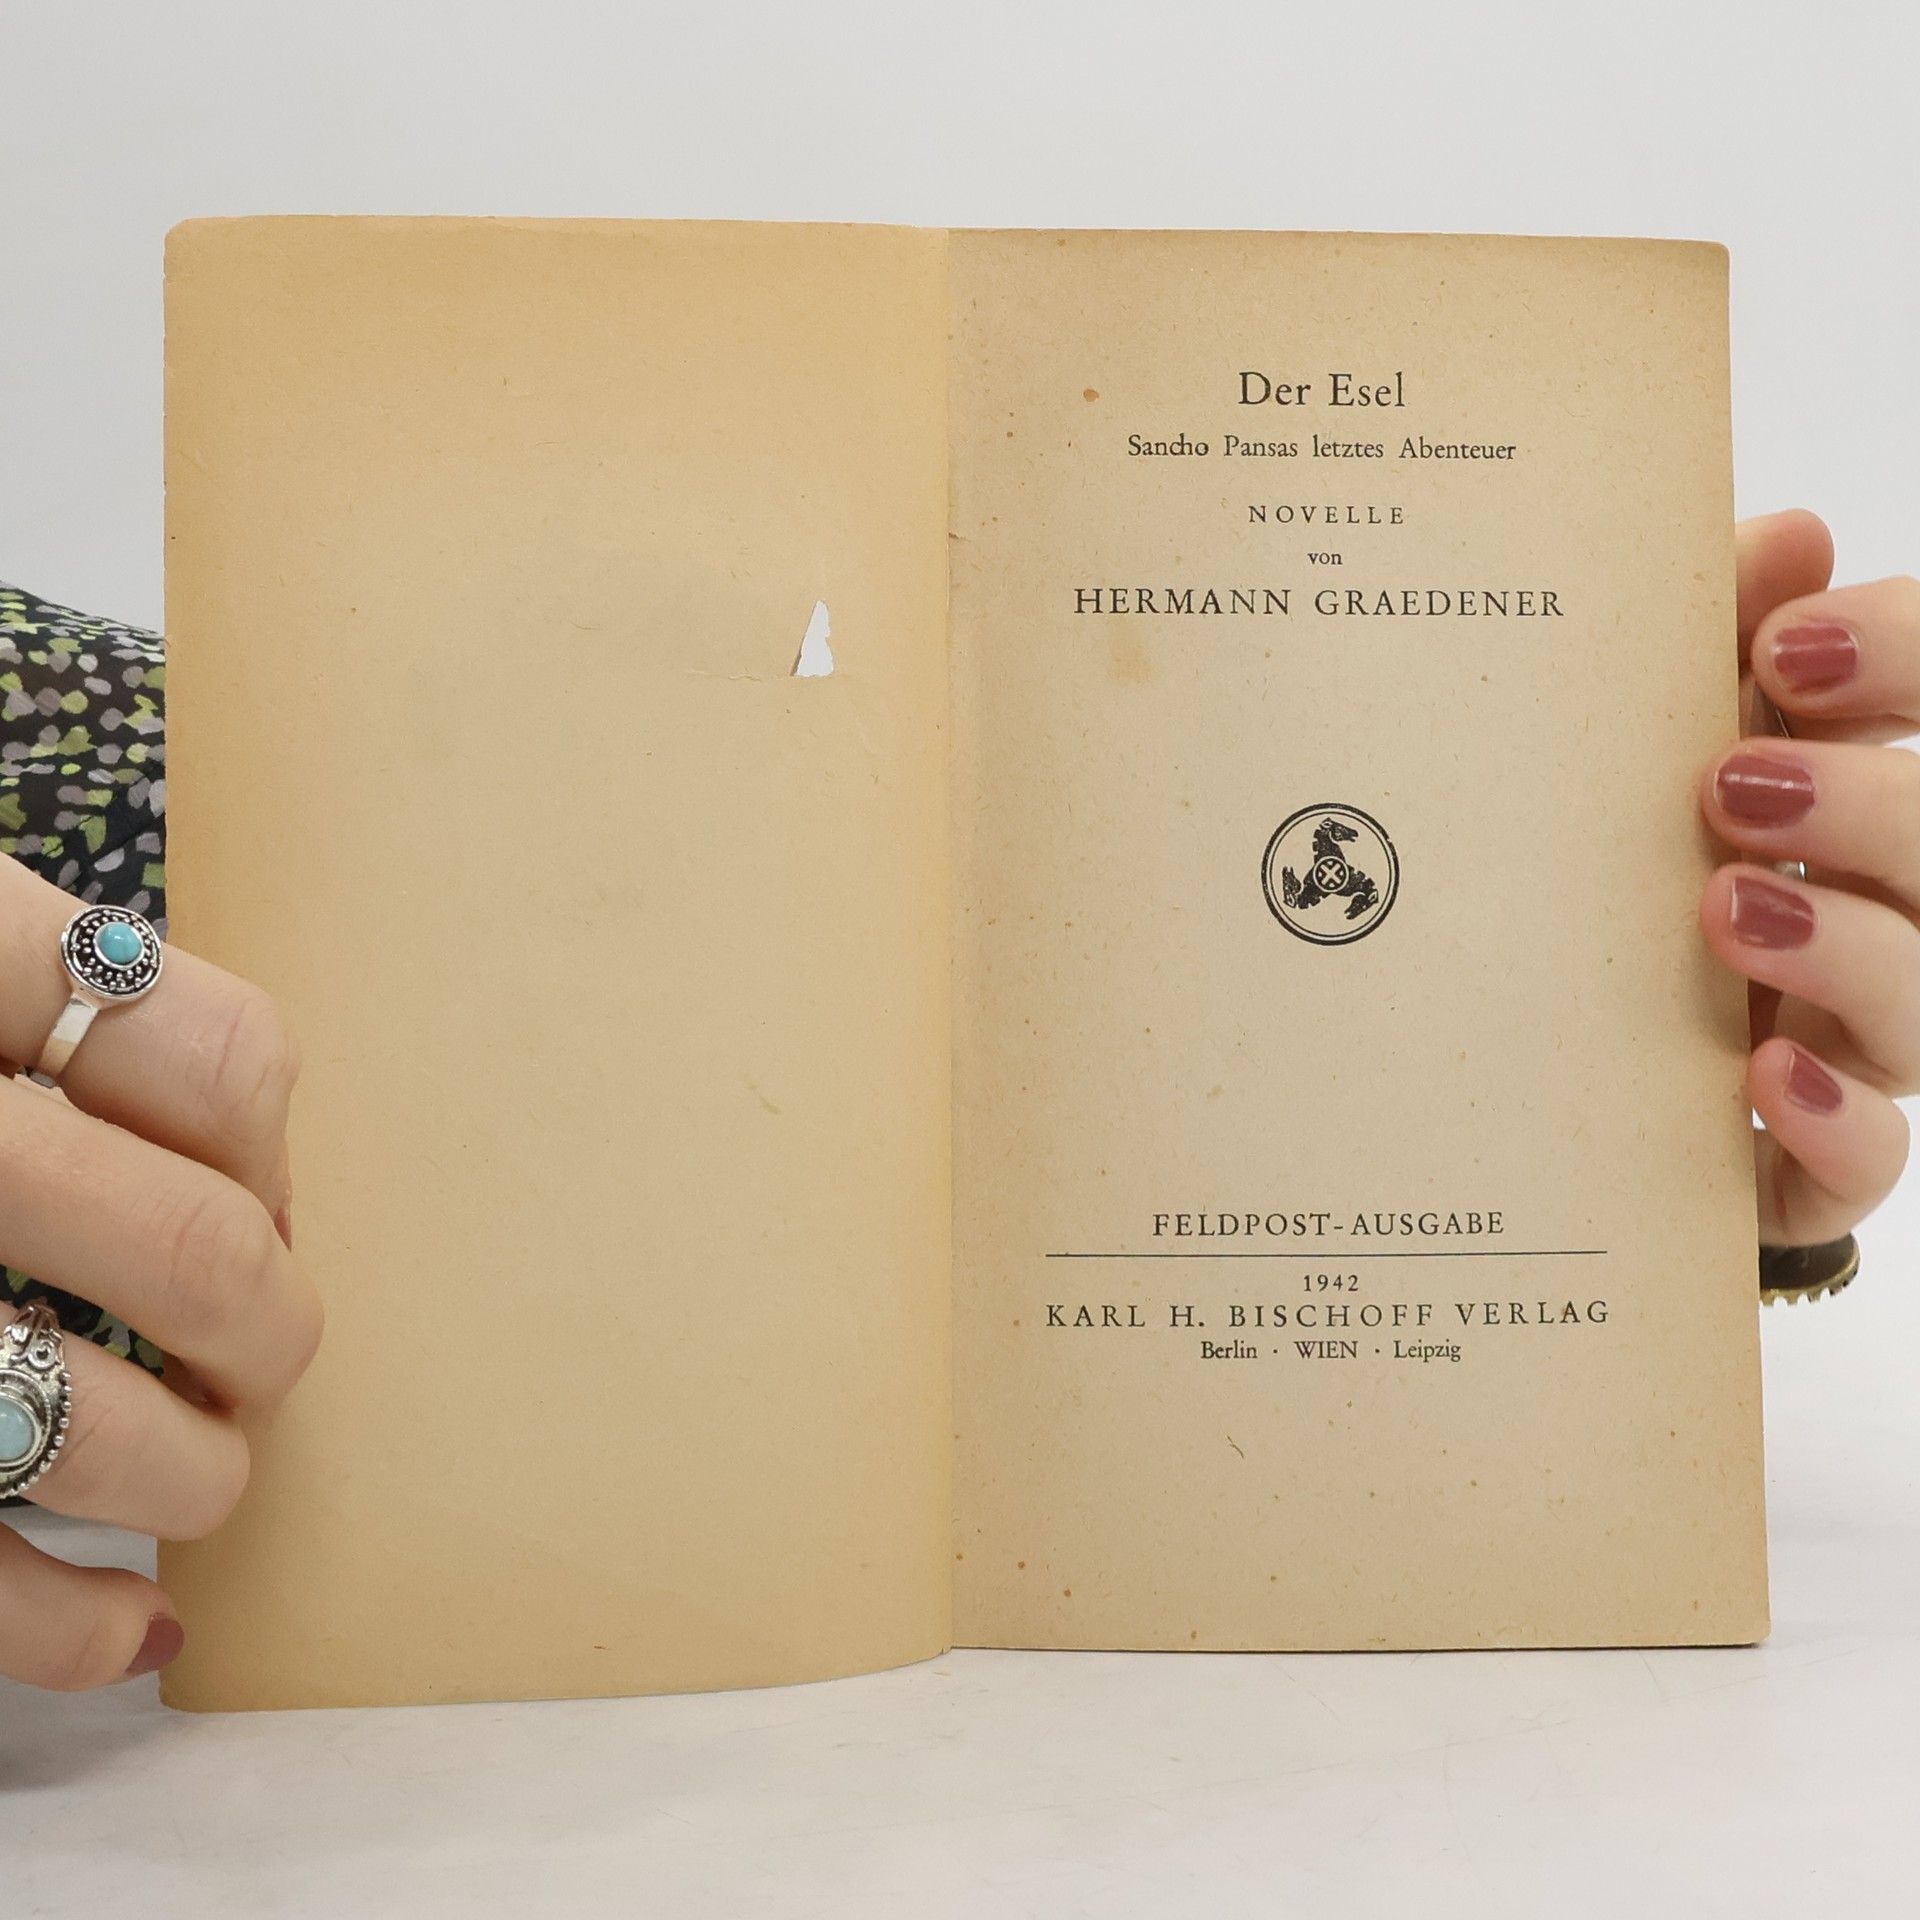 Der Esel
Sancho Pansas letztes Abenteuer
NOVELLE
von
HERMANN GRAEDENER
FELDPOST-AUSGABE
1942
KARL H. BISCHOFF VERLAG
Berlin · WIEN · Leipzig